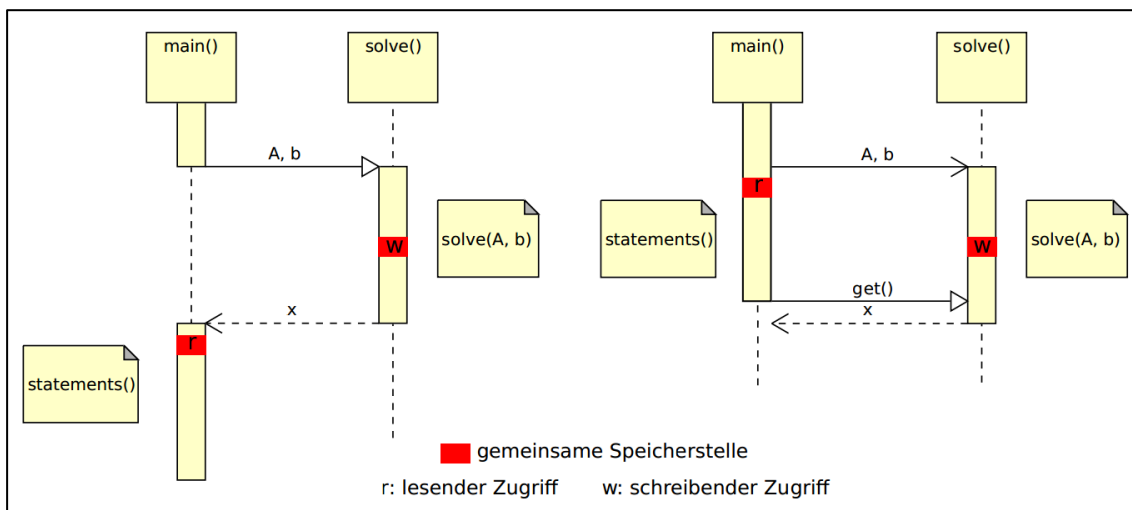 main()
solve()
A, b
w
solve(A, b)
x
r
statements()
main()
solve()
A, b
r
statements()
w
solve(A, b)
get()
x
gemeinsame Speicherstelle
r: lesender Zugriff w: schreibender Zugriff